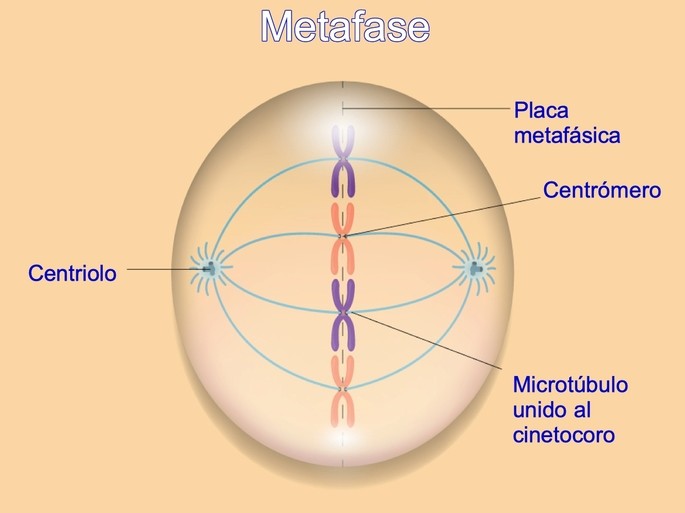 Metafase
Placa
metafásica
Centrómero
Centriolo
Microtúbulo
unido al
cinetocoro